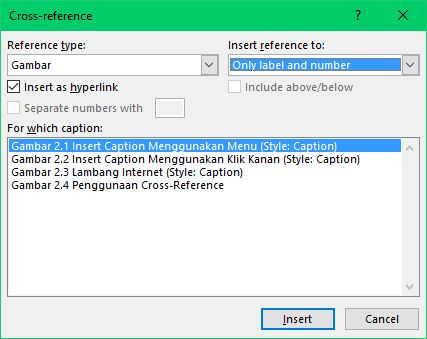 Cross-reference
Reference type:
Insert reference to:
Gambar
Only label and number
Insert as hyperlink
Include above/below
Separate numbers with
For which caption:
Gambar 2.1 Insert Caption Menggunakan Menu (Style: Caption)
Gambar 2.2 Insert Caption Menggunakan Klik Kanan (Style: Caption)
Gambar 2.3 Lambang Internet (Style: Caption)
Gambar 2.4 Penggunaan Cross-Reference
Insert
Cancel